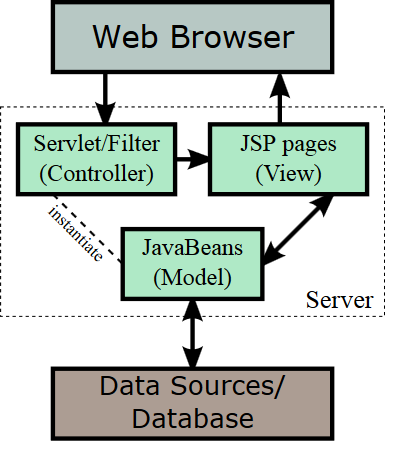 Web Browser
Servlet/Filter
(Controller)
JSP pages
(View)
instantiate
JavaBeans
(Model)
Server
Data Sources/
Database